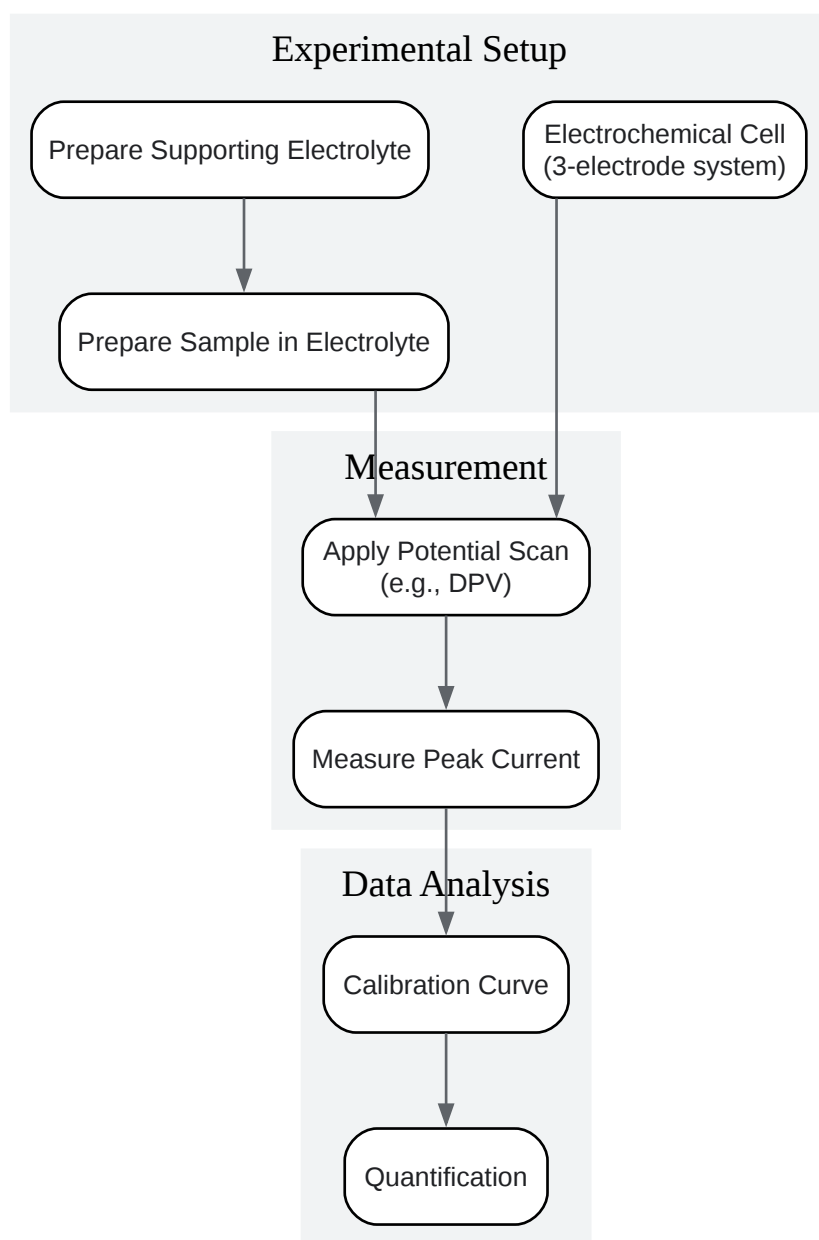 Experimental Setup
Prepare Supporting Electrolyte
Electrochemical Cell
(3-electrode system)
Prepare Sample in Electrolyte
Measurement
Apply Potential Scan
(e.g., DPV)
Measure Peak Current
Data Analysis
Calibration Curve
Quantification